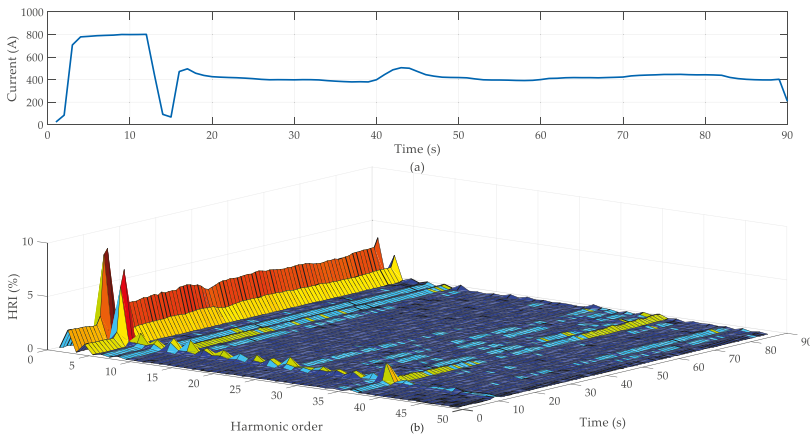 1000
800
600
400
200
0
Current (A)
0 10 20 30 40 50 60 70 80 90
Time (s)
(a)
10
5
0
HRI (%)
0 5 10 15 20 25 30 35 40 45 50
Harmonic order
0 10 20 30 40 50 60 70 80 90
Time (s)
(b)